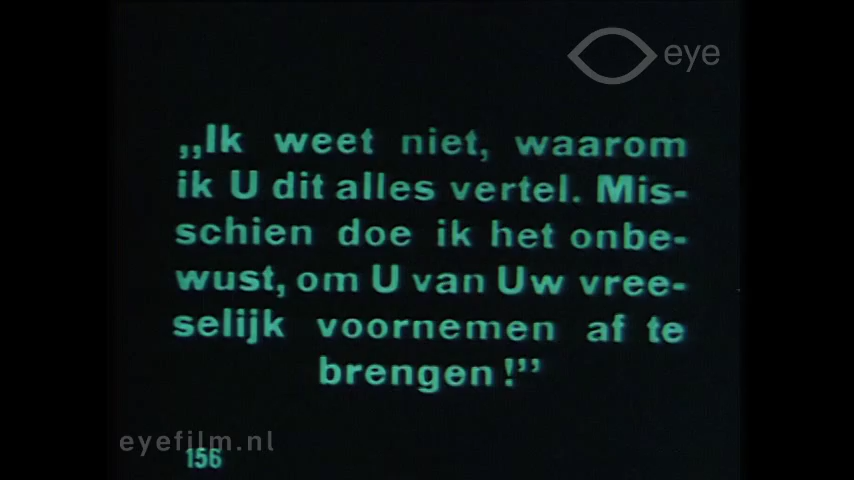 eye
„Ik weet niet, waarom
ik U dit alles vertel. Mis-
schien doe ik het onbe-
wust, om U van Uw vree-
selijk voornemen af te
brengen!”
eyefilm.nl
156